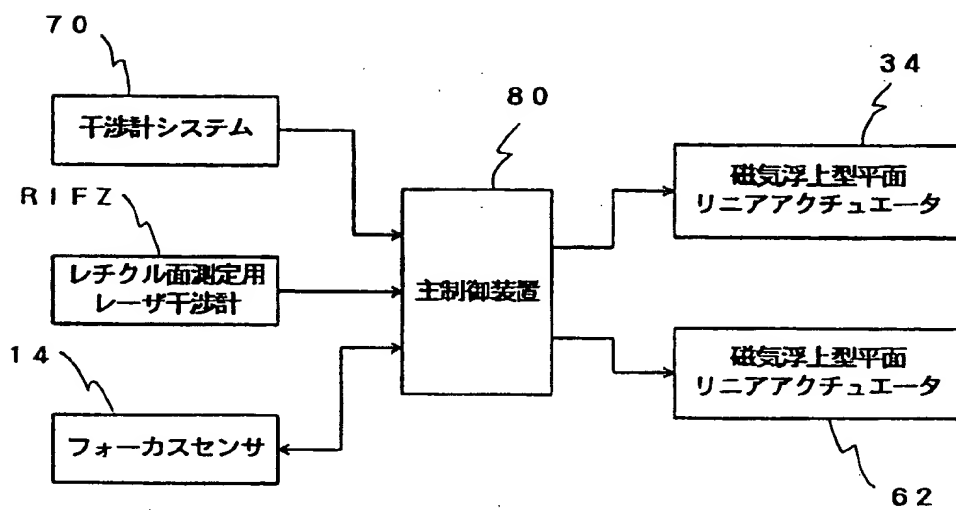 ７０
干渉計システム
ＲＩＦＺ
レチクル面測定用
レーザ干渉計
１４
フォーカスセンサ
８０
主制御装置
３４
磁気浮上型平面
リニアアクチュエータ
磁気浮上型平面
リニアアクチュエータ
６２